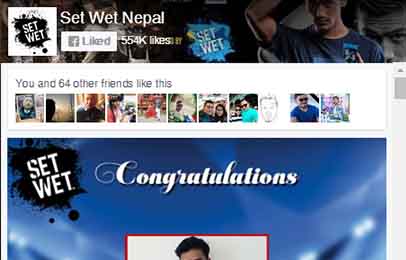 SET
WET
Set Wet Nepal
Liked
554K likes
BY
SET
WET
You and 64 other friends like this
SET
WET
Congratulations